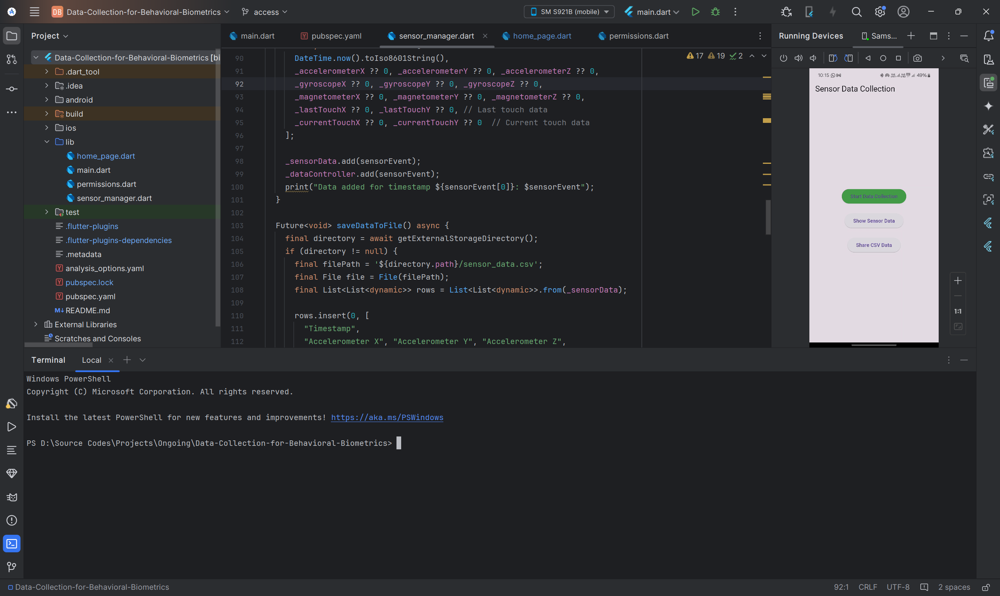 DB Data-Collection-for-Behavioral-Biometrics access SM S921B (mobile) main.dart
Project
Data-Collection-for-Behavioral-Biometrics [bi
.dart_tool
.idea
android
build
ios
lib
home_page.dart
main.dart
permissions.dart
sensor_manager.dart
test
.flutter-plugins
.flutter-plugins-dependencies
.metadata
Y analysis_options.yaml
Y pubspec.lock
Y pubspec.yaml
M↓ README.md
External Libraries
Scratches and Consoles
main.dart Y pubspec.yaml sensor_manager.dart home_page.dart permissions.dart
17 19 2
90 DateTime.now().toIso8601String(),
91 _accelerometerX ?? 0, _accelerometerY ?? 0, _accelerometerZ ?? 0,
92 _gyroscopeX ?? 0, _gyroscopeY ?? 0, _gyroscopeZ ?? 0,
93 _magnetometerX ?? 0, _magnetometerY ?? 0, _magnetometerZ ?? 0,
94 _lastTouchX ?? 0, _lastTouchY ?? 0, // Last touch data
95 _currentTouchX ?? 0, _currentTouchY ?? 0 // Current touch data
96 ];
97
98 _sensorData.add(sensorEvent);
99 _dataController.add(sensorEvent);
100 print("Data added for timestamp ${sensorEvent[0]}: $sensorEvent");
101 }
102
103 Future<void> saveDataToFile() async {
104 final directory = await getExternalStorageDirectory();
105 if (directory != null) {
106 final filePath = '${directory.path}/sensor_data.csv';
107 final File file = File(filePath);
108 final List<List<dynamic>> rows = List<List<dynamic>>.from(_sensorData);
109
110 rows.insert(0, [
111 "Timestamp",
112 "Accelerometer X", "Accelerometer Y", "Accelerometer Z",
Running Devices Sams...
10:15 49%
Sensor Data Collection
Start Data Collection
Show Sensor Data
Share CSV Data
1:1
Terminal Local
Windows PowerShell
Copyright (C) Microsoft Corporation. All rights reserved.
Install the latest PowerShell for new features and improvements! https://aka.ms/PSWindows
PS D:\Source Codes\Projects\Ongoing\Data-Collection-for-Behavioral-Biometrics>
Data-Collection-for-Behavioral-Biometrics 92:1 CRLF UTF-8 2 spaces